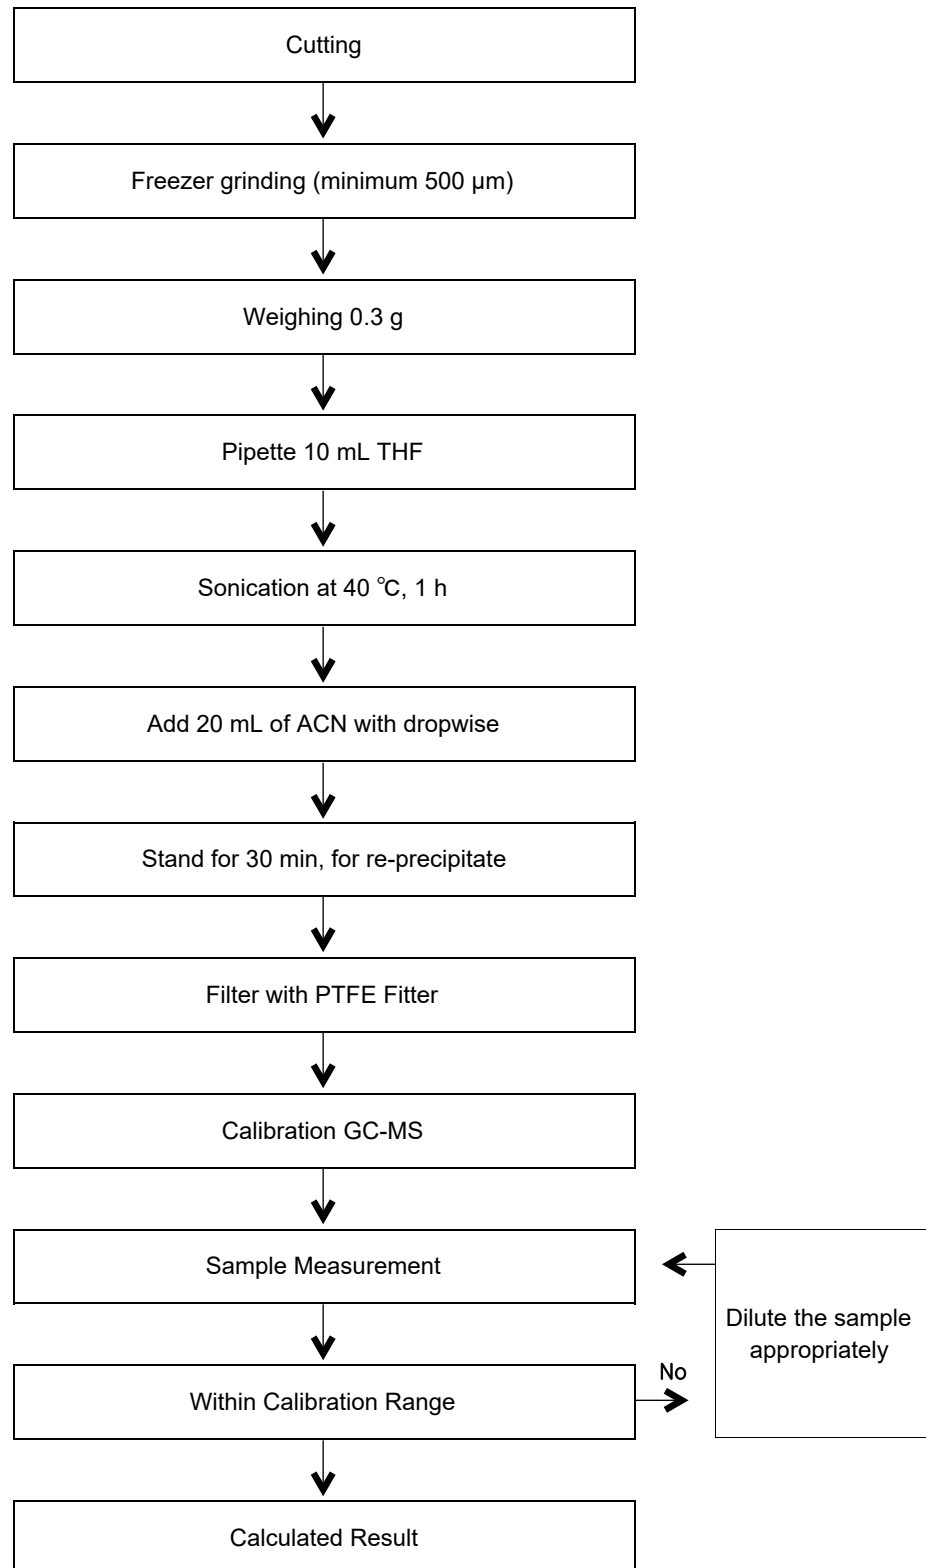 Cutting
Freezer grinding (minimum 500 µm)
Weighing 0.3 g
Pipette 10 mL THF
Sonication at 40 ℃, 1 h
Add 20 mL of ACN with dropwise
Stand for 30 min, for re-precipitate
Filter with PTFE Fitter
Calibration GC-MS
Sample Measurement
Dilute the sample
appropriately
No
Within Calibration Range
Calculated Result